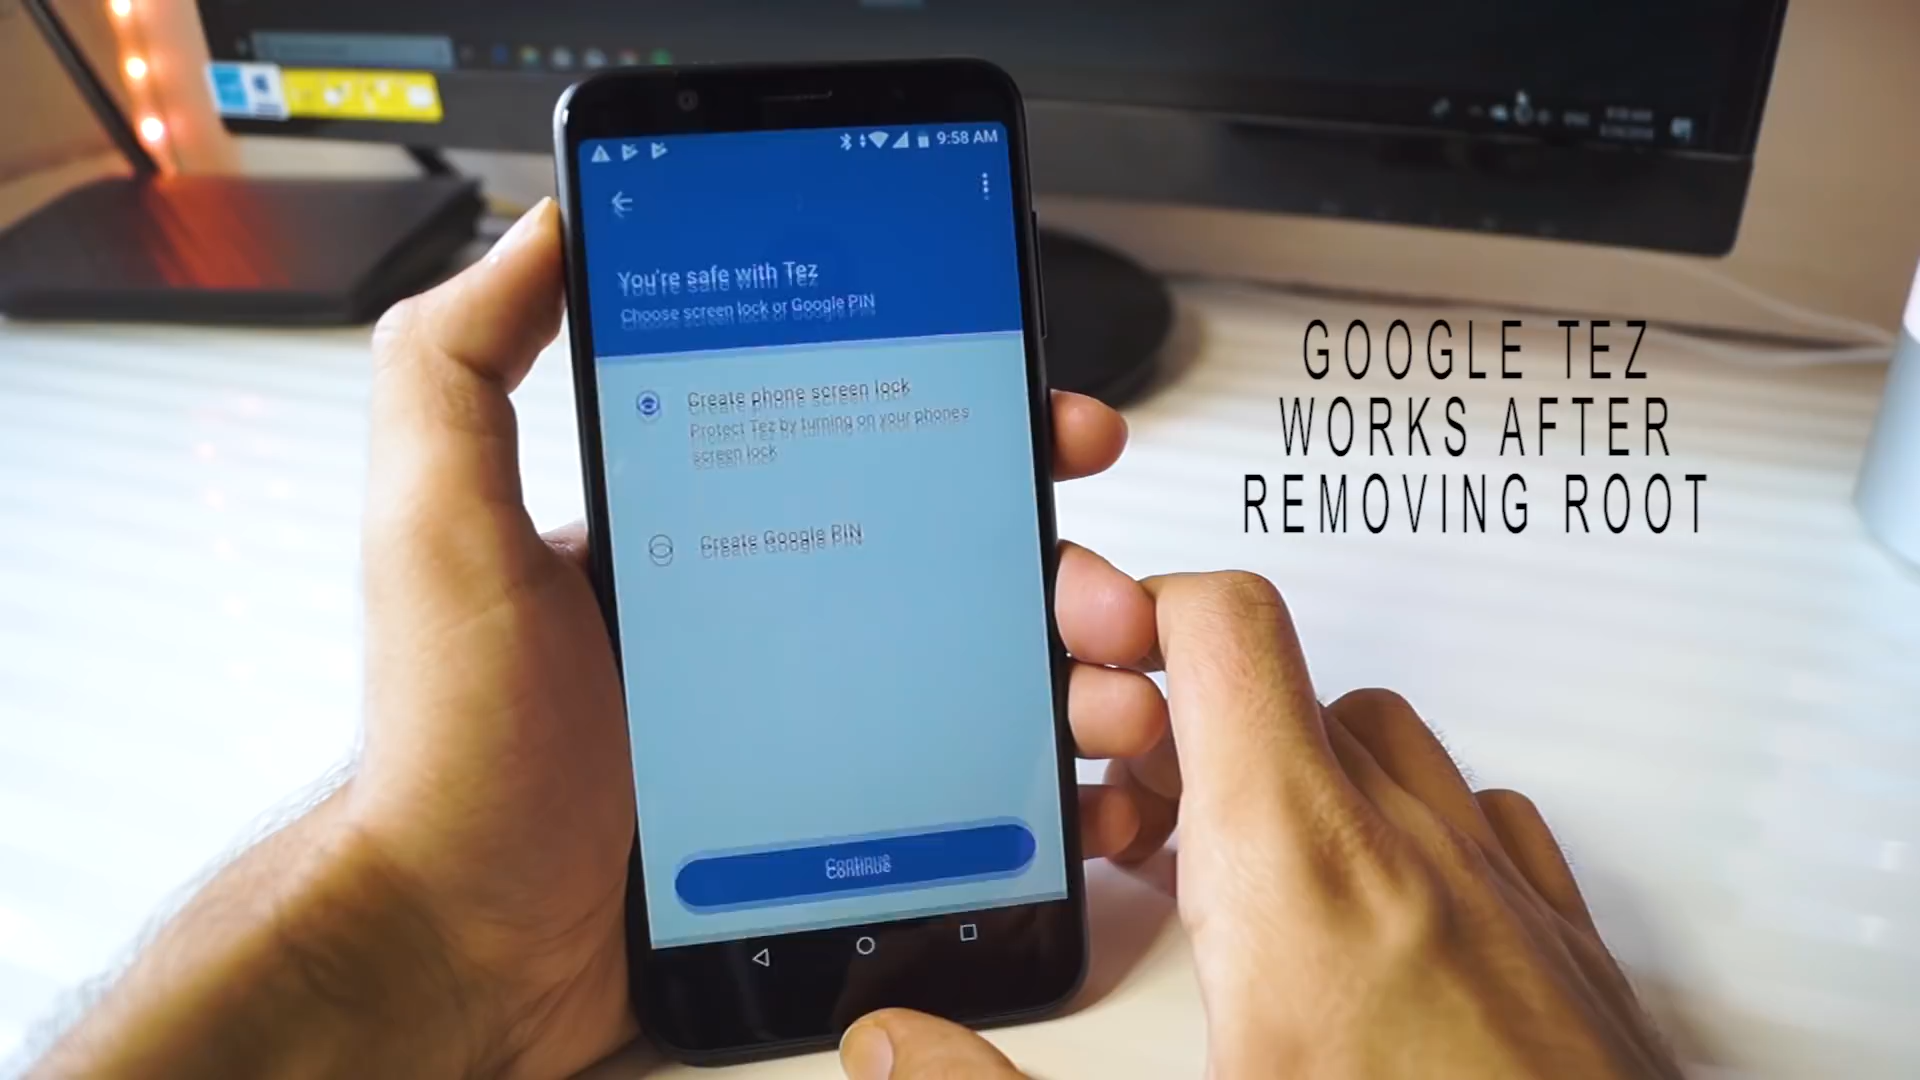 9:58 AM
You're safe with Tez
Choose screen lock or Google PIN
Create phone screen lock
Protect Tez by turning on your phones
screen lock
Create Google PIN
Continue
GOOGLE TEZ
WORKS AFTER
REMOVING ROOT